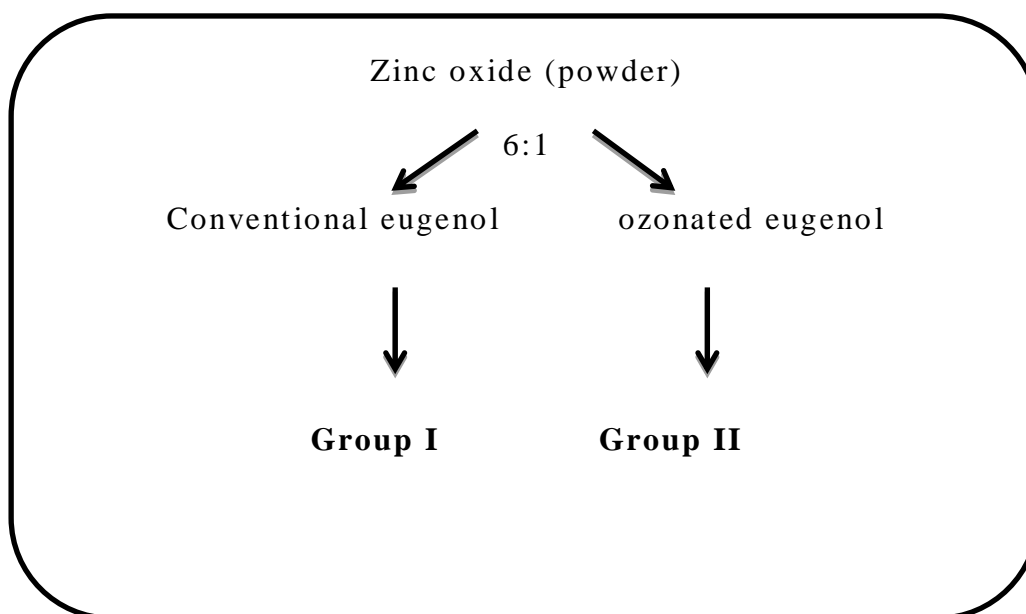 Zinc oxide (powder)
6:1
Conventional eugenol ozonated eugenol
Group I Group II